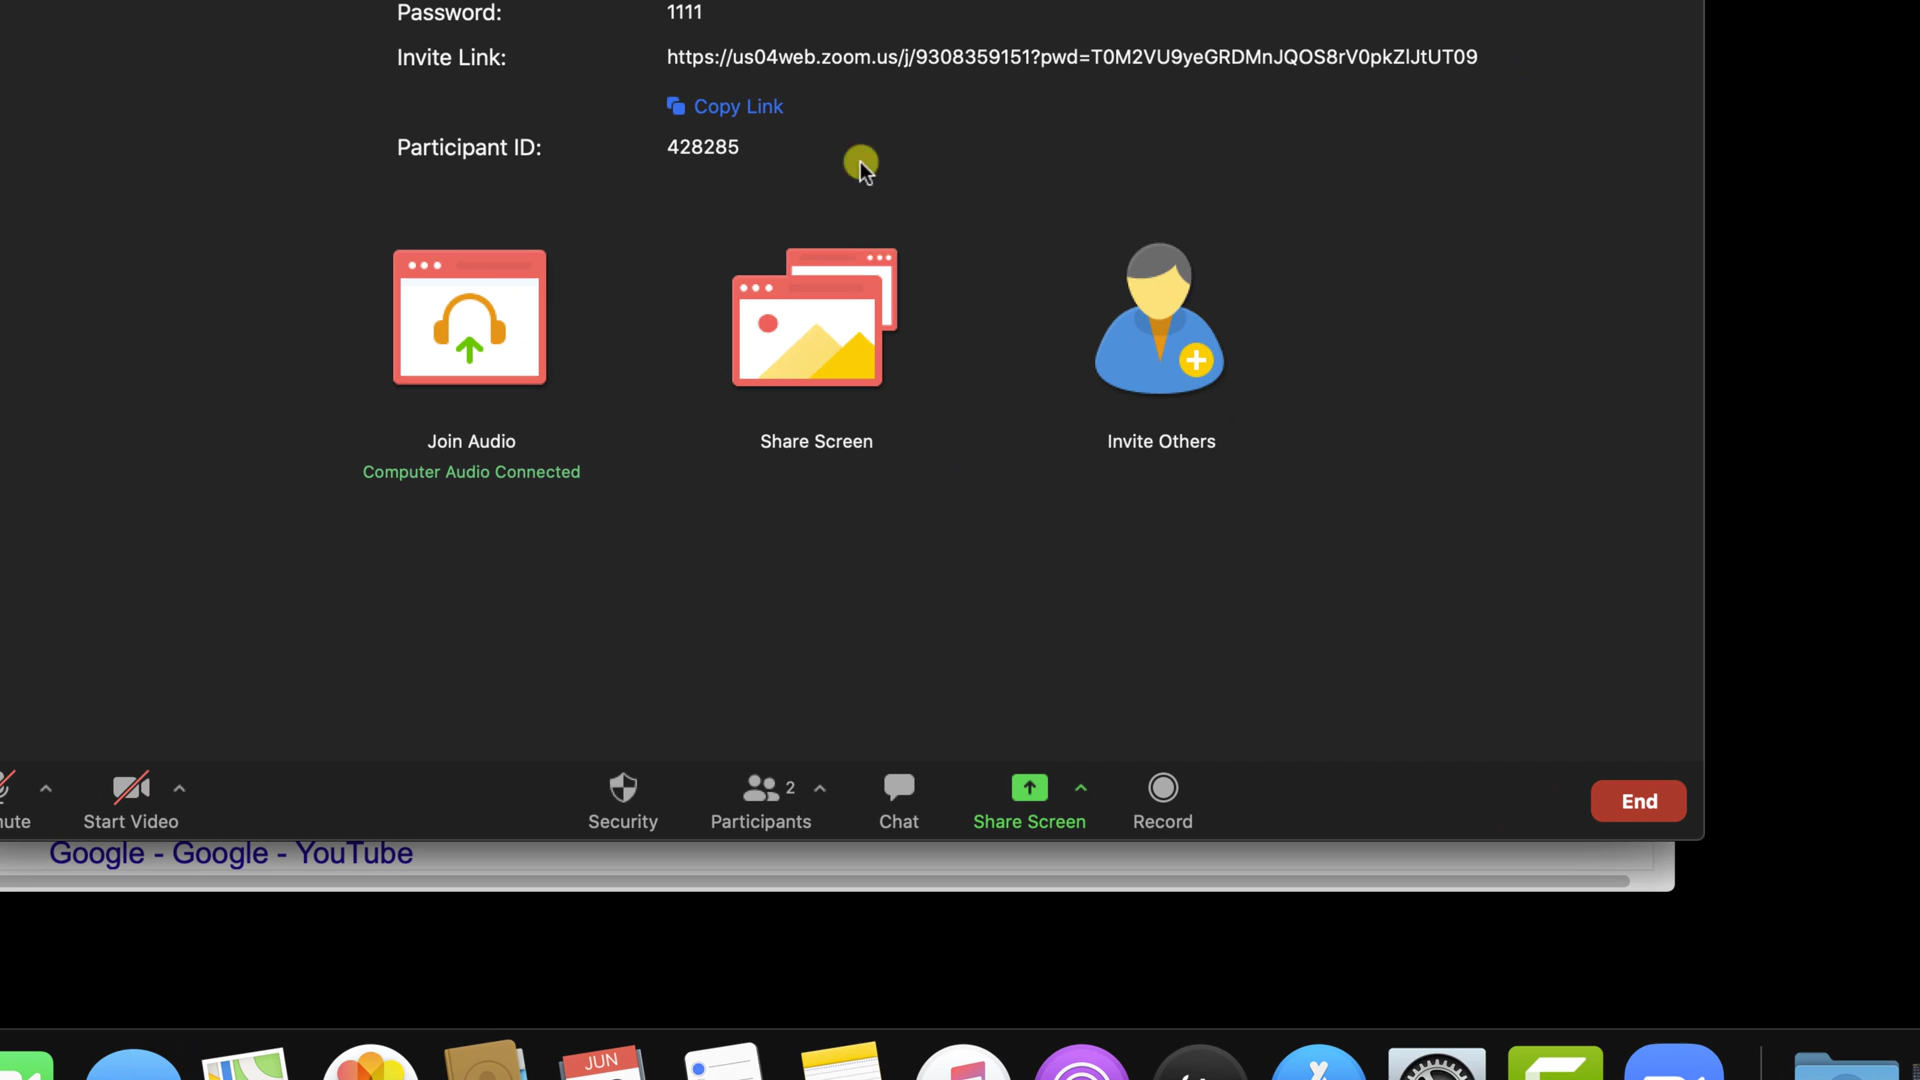 Password: 1111
Invite Link: https://us04web.zoom.us/j/9308359151?pwd=T0M2VU9yeGRDMnJQOS8rV0pkZlJtUT09
Copy Link
Participant ID: 428285
Join Audio
Share Screen
Invite Others
Computer Audio Connected
2
Start Video
Security
Participants
Chat
Share Screen
Record
End
Google - Google - YouTube
JUN